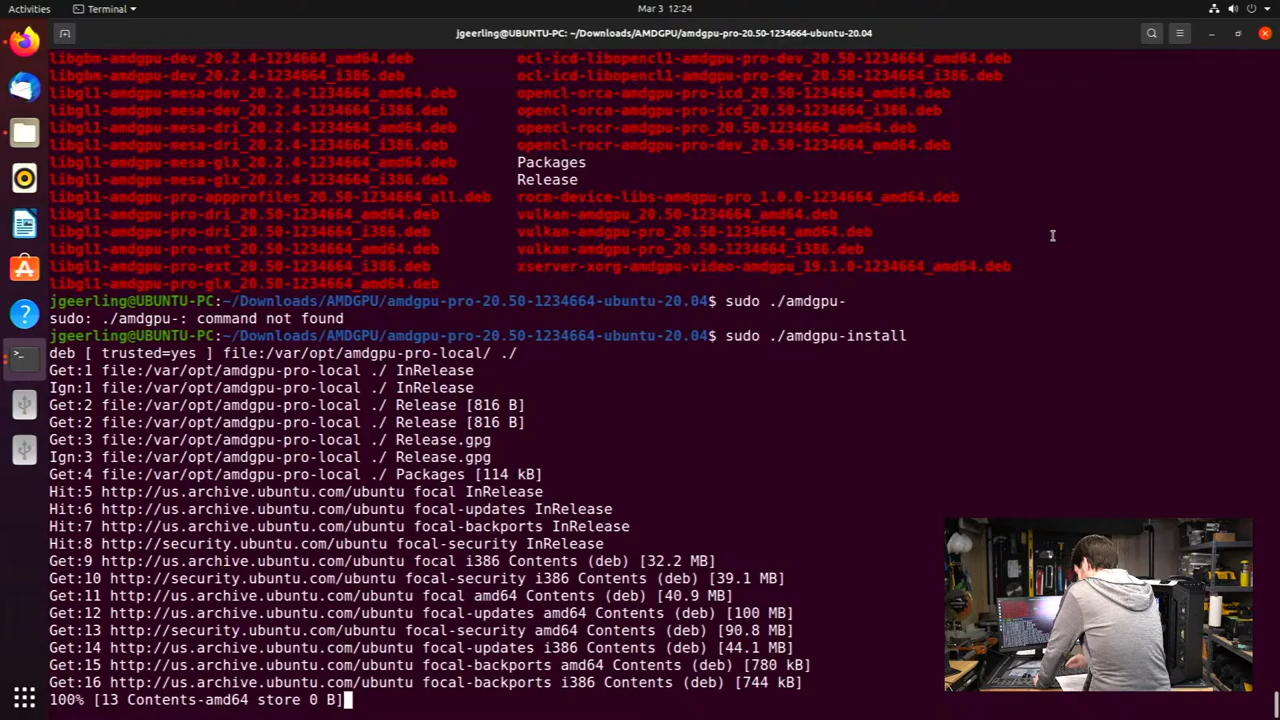 Activities
Terminal
Mar 3 12:24
jgeerling@UBUNTU-PC: ~/Downloads/AMDGPU/amdgpu-pro-20.50-1234664-ubuntu-20.04
libgbm-amdgpu-dev_20.2.4-1234664_amd64.deb ocl-icd-libopencl1-amdgpu-pro-dev_20.50-1234664_amd64.deb
libgbm-amdgpu-dev_20.2.4-1234664_i386.deb ocl-icd-libopencl1-amdgpu-pro-dev_20.50-1234664_i386.deb
libgl1-amdgpu-mesa-dev_20.2.4-1234664_amd64.deb opencl-orca-amdgpu-pro-icd_20.50-1234664_amd64.deb
libgl1-amdgpu-mesa-dev_20.2.4-1234664_i386.deb opencl-orca-amdgpu-pro-icd_20.50-1234664_i386.deb
libgl1-amdgpu-mesa-dri_20.2.4-1234664_amd64.deb opencl-rocr-amdgpu-pro_20.50-1234664_amd64.deb
libgl1-amdgpu-mesa-dri_20.2.4-1234664_i386.deb opencl-rocr-amdgpu-pro-dev_20.50-1234664_amd64.deb
libgl1-amdgpu-mesa-glx_20.2.4-1234664_amd64.deb Packages
libgl1-amdgpu-mesa-glx_20.2.4-1234664_i386.deb Release
libgl1-amdgpu-pro-appprofiles_20.50-1234664_all.deb rocm-device-libs-amdgpu-pro_1.0.0-1234664_amd64.deb
libgl1-amdgpu-pro-dri_20.50-1234664_amd64.deb vulkan-amdgpu_20.50-1234664_amd64.deb
libgl1-amdgpu-pro-dri_20.50-1234664_i386.deb vulkan-amdgpu-pro_20.50-1234664_amd64.deb
libgl1-amdgpu-pro-ext_20.50-1234664_amd64.deb vulkan-amdgpu-pro_20.50-1234664_i386.deb
libgl1-amdgpu-pro-ext_20.50-1234664_i386.deb xserver-xorg-amdgpu-video-amdgpu_19.1.0-1234664_amd64.deb
libgl1-amdgpu-pro-glx_20.50-1234664_amd64.deb
jgeerling@UBUNTU-PC:~/Downloads/AMDGPU/amdgpu-pro-20.50-1234664-ubuntu-20.04$ sudo ./amdgpu-
sudo: ./amdgpu-: command not found
jgeerling@UBUNTU-PC:~/Downloads/AMDGPU/amdgpu-pro-20.50-1234664-ubuntu-20.04$ sudo ./amdgpu-install
deb [ trusted=yes ] file:/var/opt/amdgpu-pro-local/ ./
Get:1 file:/var/opt/amdgpu-pro-local ./ InRelease
Ign:1 file:/var/opt/amdgpu-pro-local ./ InRelease
Get:2 file:/var/opt/amdgpu-pro-local ./ Release [816 B]
Get:2 file:/var/opt/amdgpu-pro-local ./ Release [816 B]
Get:3 file:/var/opt/amdgpu-pro-local ./ Release.gpg
Ign:3 file:/var/opt/amdgpu-pro-local ./ Release.gpg
Get:4 file:/var/opt/amdgpu-pro-local ./ Packages [114 kB]
Hit:5 http://us.archive.ubuntu.com/ubuntu focal InRelease
Hit:6 http://us.archive.ubuntu.com/ubuntu focal-updates InRelease
Hit:7 http://us.archive.ubuntu.com/ubuntu focal-backports InRelease
Hit:8 http://security.ubuntu.com/ubuntu focal-security InRelease
Get:9 http://us.archive.ubuntu.com/ubuntu focal i386 Contents (deb) [32.2 MB]
Get:10 http://security.ubuntu.com/ubuntu focal-security i386 Contents (deb) [39.1 MB]
Get:11 http://us.archive.ubuntu.com/ubuntu focal amd64 Contents (deb) [40.9 MB]
Get:12 http://us.archive.ubuntu.com/ubuntu focal-updates amd64 Contents (deb) [100 MB]
Get:13 http://security.ubuntu.com/ubuntu focal-security amd64 Contents (deb) [90.8 MB]
Get:14 http://us.archive.ubuntu.com/ubuntu focal-updates i386 Contents (deb) [44.1 MB]
Get:15 http://us.archive.ubuntu.com/ubuntu focal-backports amd64 Contents (deb) [780 kB]
Get:16 http://us.archive.ubuntu.com/ubuntu focal-backports i386 Contents (deb) [744 kB]
100% [13 Contents-amd64 store 0 B]